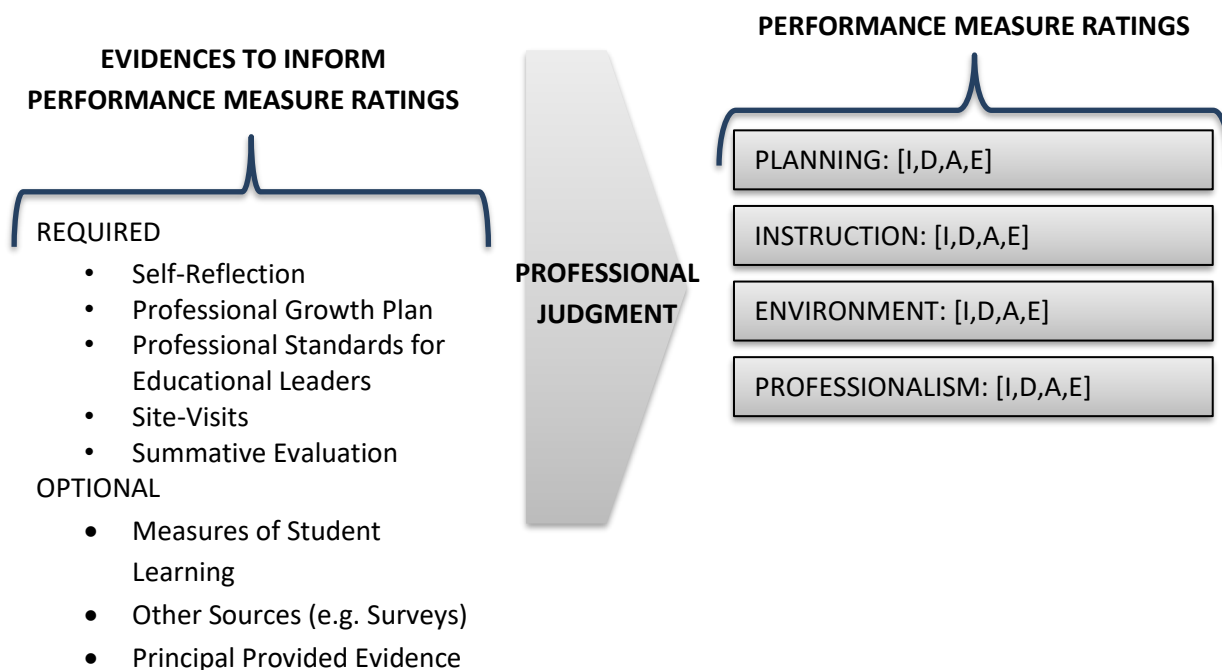 EVIDENCES TO INFORM
PERFORMANCE MEASURE RATINGS
REQUIRED
• Self-Reflection
• Professional Growth Plan
• Professional Standards for
Educational Leaders
• Site-Visits
• Summative Evaluation
OPTIONAL
• Measures of Student
Learning
• Other Sources (e.g. Surveys)
• Principal Provided Evidence
PROFESSIONAL
JUDGMENT
PERFORMANCE MEASURE RATINGS
PLANNING: [I,D,A,E]
INSTRUCTION: [I,D,A,E]
ENVIRONMENT: [I,D,A,E]
PROFESSIONALISM: [I,D,A,E]